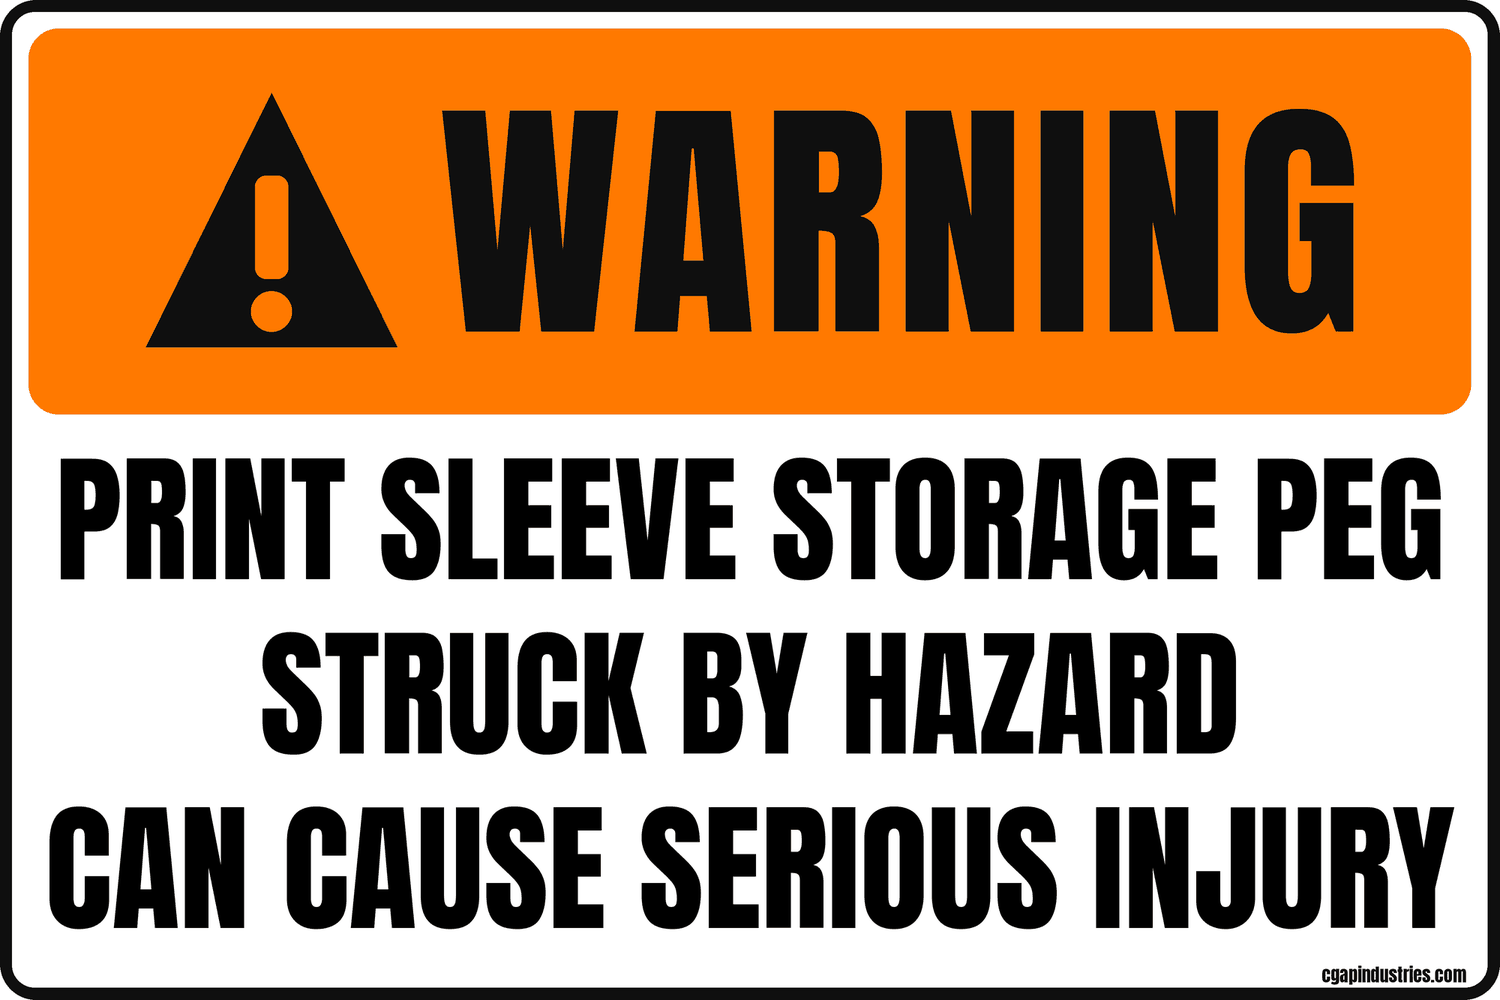 WARNING
PRINT SLEEVE STORAGE PEG
STRUCK BY HAZARD
CAN CAUSE SERIOUS INJURY
cgapindustries.com